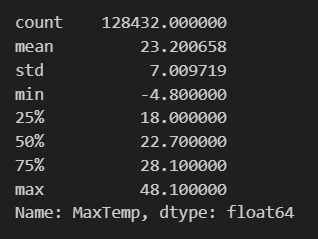 count    128432.000000
mean         23.200658
std           7.009719
min          -4.800000
25%          18.000000
50%          22.700000
75%          28.100000
max          48.100000
Name: MaxTemp, dtype: float64